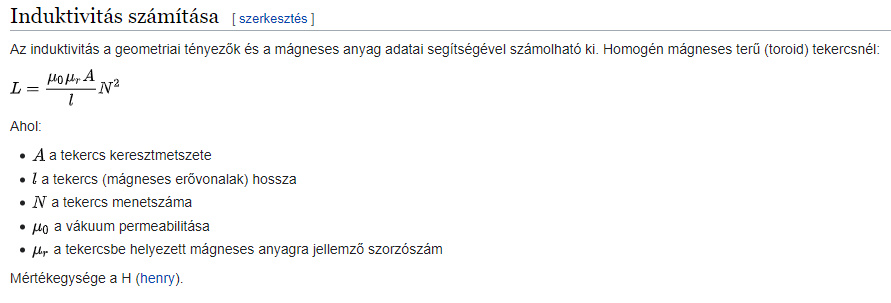 Induktivitás számítása [ szerkesztés ]
Az induktivitás a geometriai tényezők és a mágneses anyag adatai segítségével számolható ki. Homogén mágneses terű (toroid) tekercsnél:
L = \frac{\mu_0 \mu_r A}{l} N^2
Ahol:
• A a tekercs keresztmetszete
• l a tekercs (mágneses erővonalak) hossza
• N a tekercs menetszáma
• μ₀ a vákuum permeabilitása
• μᵣ a tekercsbe helyezett mágneses anyagra jellemző szorzószám
Mértékegysége a H (henry).